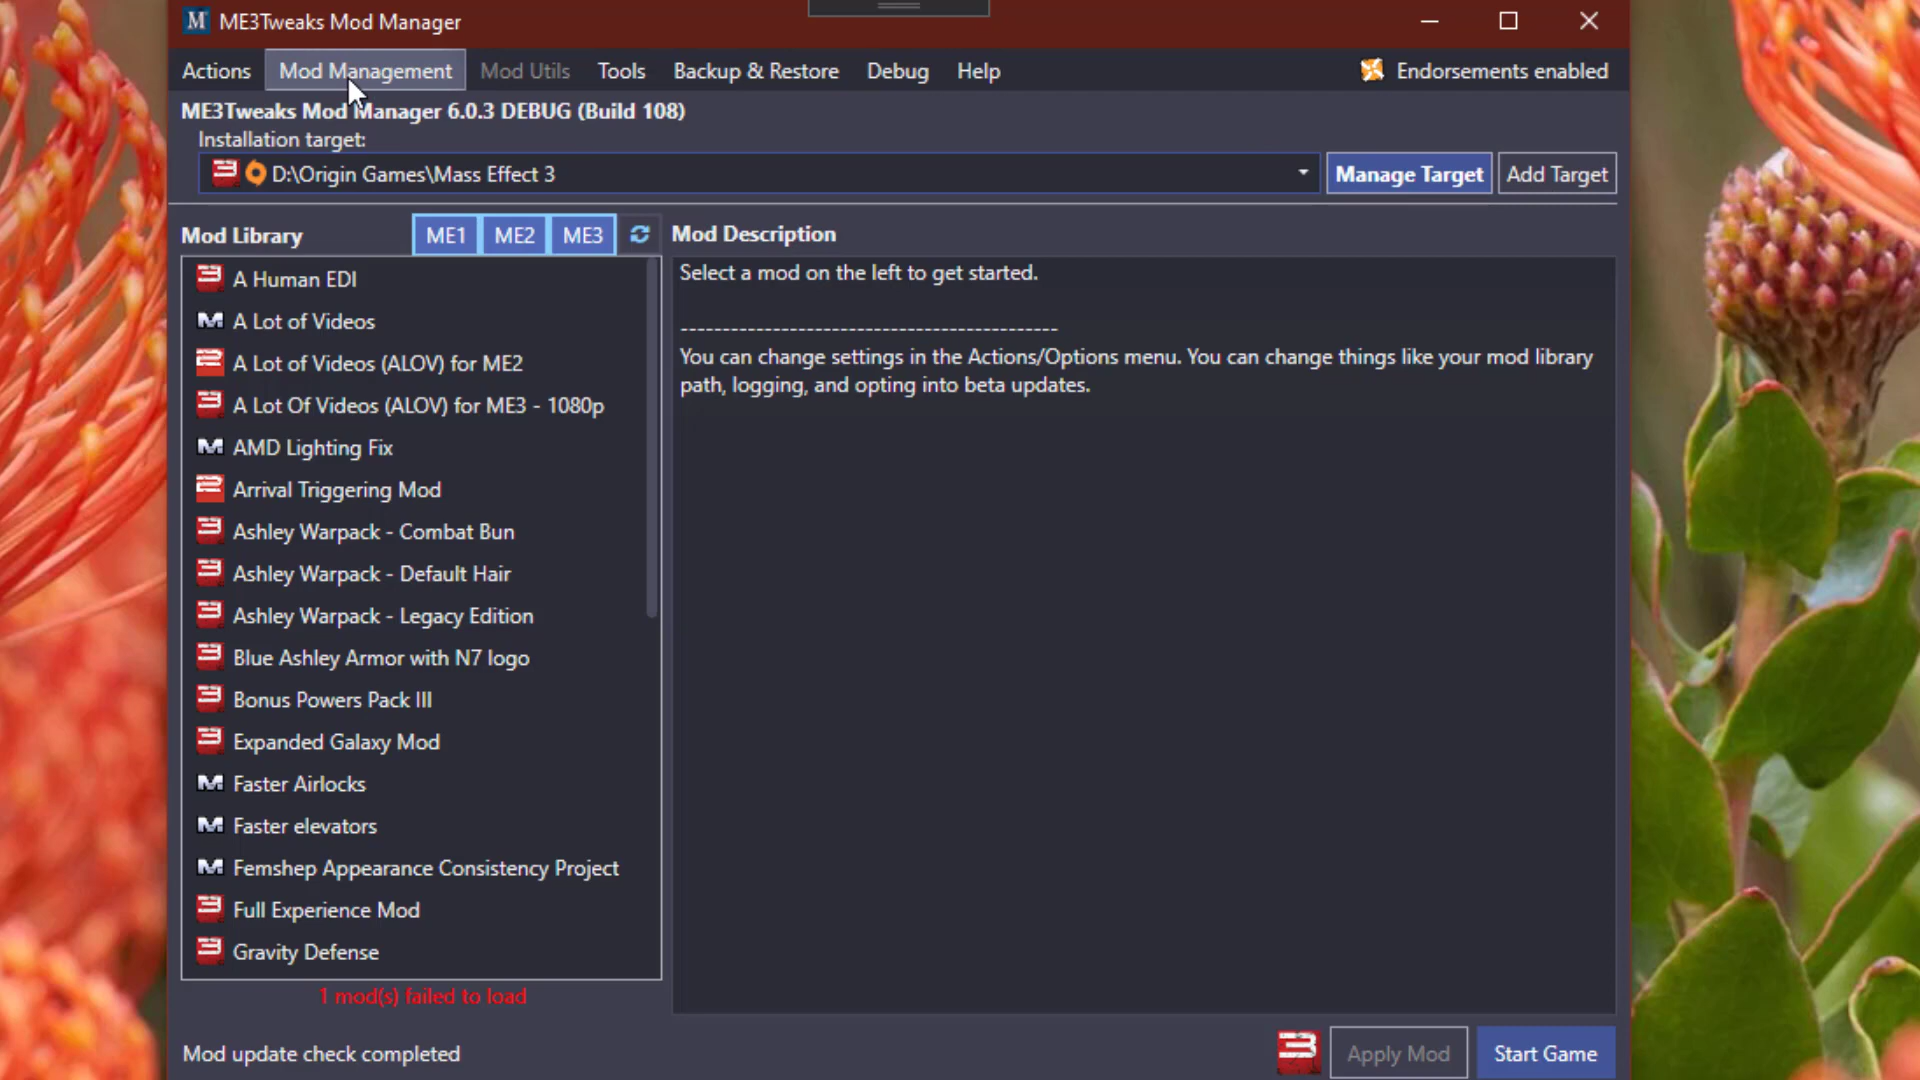 ME3Tweaks Mod Manager
Actions Mod Management Mod Utils Tools Backup & Restore Debug Help Endorsements enabled
ME3Tweaks Mod Manager 6.0.3 DEBUG (Build 108)
Installation target:
D:\Origin Games\Mass Effect 3 Manage Target Add Target
Mod Library ME1 ME2 ME3 Mod Description
A Human EDI
A Lot of Videos
A Lot of Videos (ALOV) for ME2
A Lot Of Videos (ALOV) for ME3 - 1080p
AMD Lighting Fix
Arrival Triggering Mod
Ashley Warpack - Combat Bun
Ashley Warpack - Default Hair
Ashley Warpack - Legacy Edition
Blue Ashley Armor with N7 logo
Bonus Powers Pack III
Expanded Galaxy Mod
Faster Airlocks
Faster elevators
Femshep Appearance Consistency Project
Full Experience Mod
Gravity Defense
1 mod(s) failed to load
Select a mod on the left to get started.
---------------------------------------------
You can change settings in the Actions/Options menu. You can change things like your mod library
path, logging, and opting into beta updates.
Mod update check completed Apply Mod Start Game